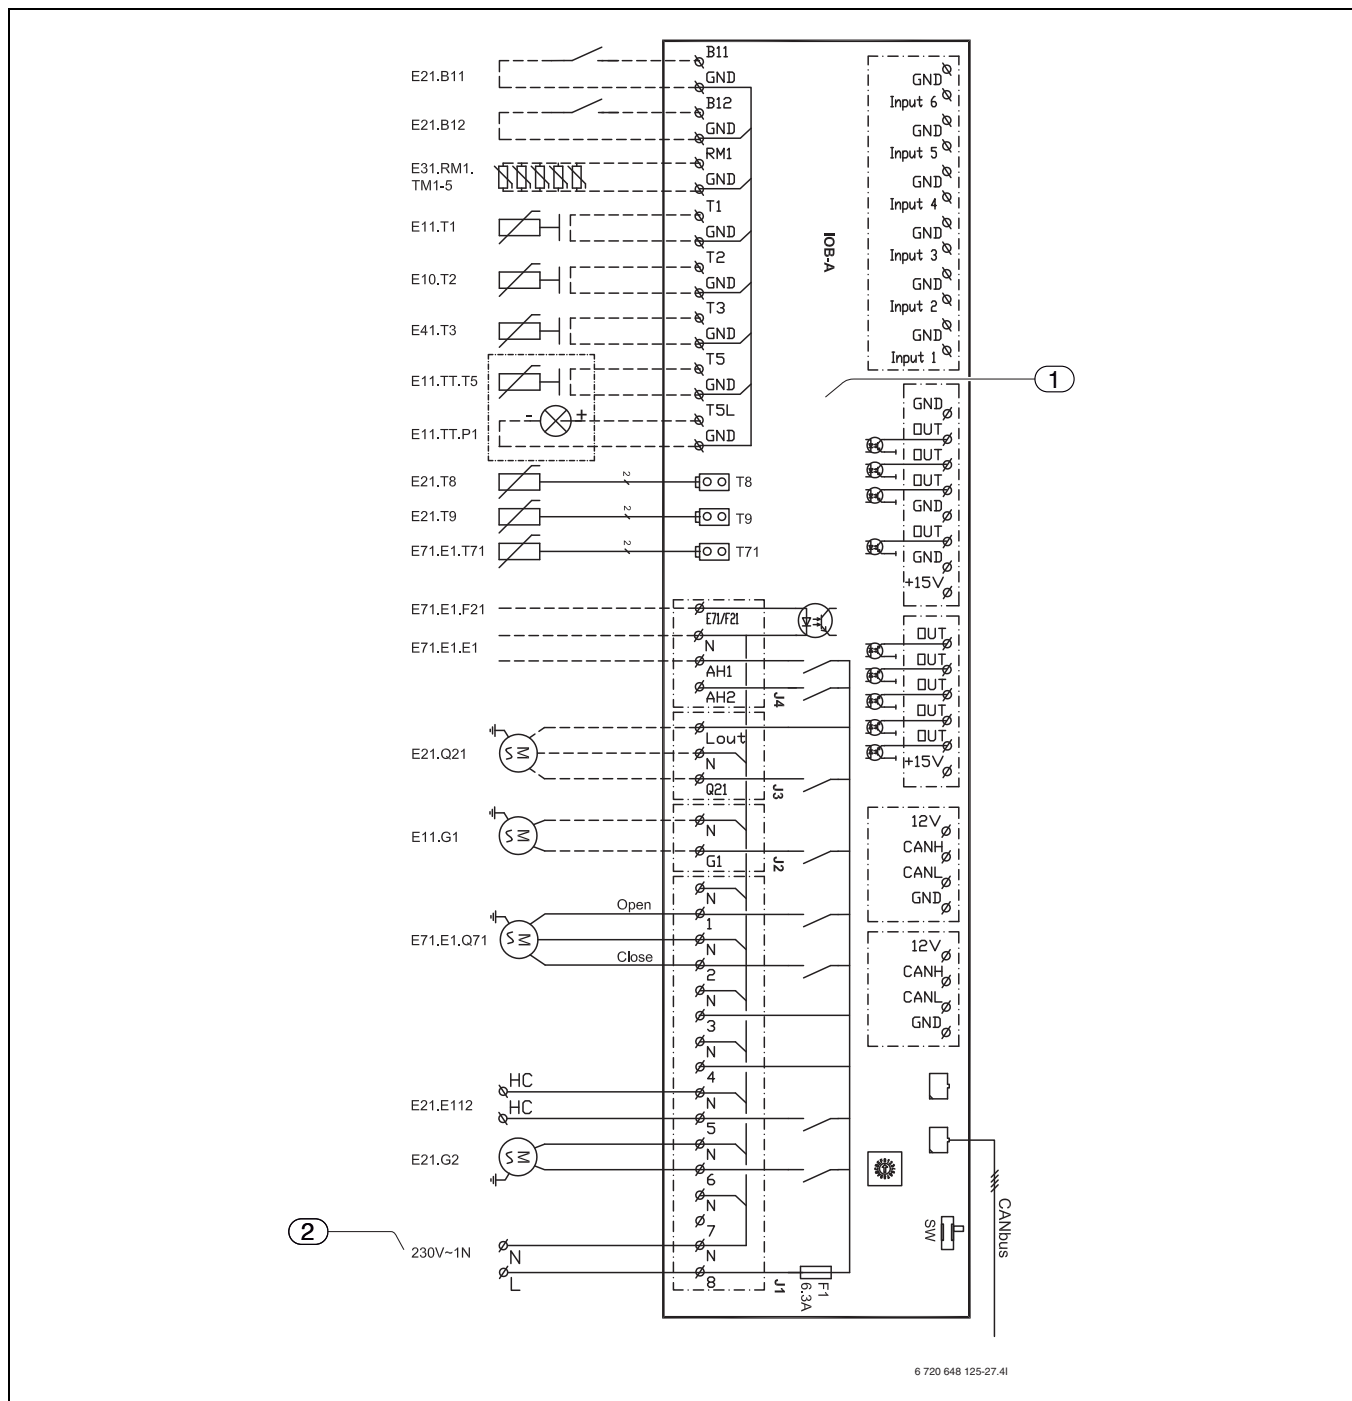 E21.B11
E21.B12
E31.RM1.
TM1-5
E11.T1
E10.T2
E41.T3
E11.TT.T5
- +
E11.TT.P1
E21.T8
E21.T9
E71.E1.T71
E71.E1.F21
E71.E1.E1
E21.Q21
E11.G1
E71.E1.Q71
E21.E112
E21.G2
230V~1N
2
2
2
2
SM
SM
SM
Open
Close
HC
HC
SM
N
L
B11
GND
B12
GND
RM1
GND
T1
GND
T2
GND
T3
GND
T5
GND
T5L
GND
T8
T9
T71
E71/F21
N
AH1
AH2
J4
Lout
N
Q21
J3
N
G1
J2
N
1
N
2
N
3
N
4
N
5
N
6
N
7
N
8
J1
F1
6.3A
IOB-A
1
GND
Input 6
GND
Input 5
GND
Input 4
GND
Input 3
GND
Input 2
GND
Input 1
GND
OUT
OUT
OUT
GND
OUT
GND
+15V
OUT
OUT
OUT
OUT
OUT
+15V
12V
CANH
CANL
GND
12V
CANH
CANL
GND
SW
CANbus
6 720 648 125-27.4I